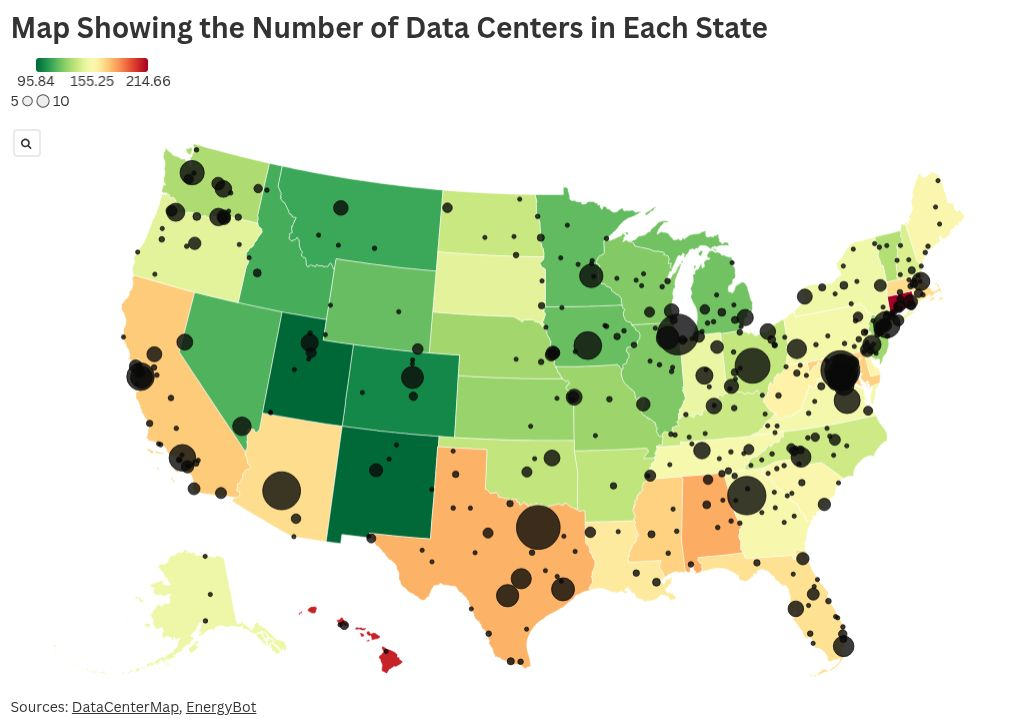 Map Showing the Number of Data Centers in Each State
95.84 155.25 214.66
5 10
Sources: DataCenterMap, EnergyBot